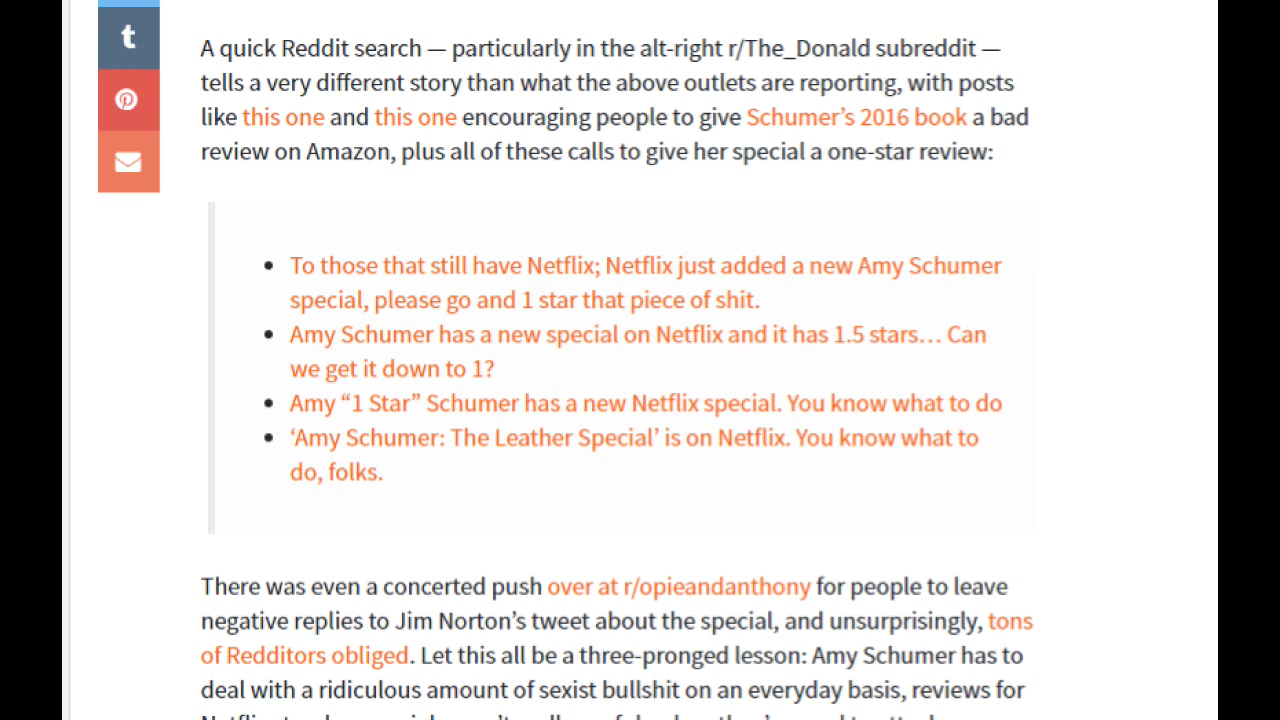 A quick Reddit search — particularly in the alt-right r/The_Donald subreddit —
tells a very different story than what the above outlets are reporting, with posts
like this one and this one encouraging people to give Schumer’s 2016 book a bad
review on Amazon, plus all of these calls to give her special a one-star review:
• To those that still have Netflix; Netflix just added a new Amy Schumer
special, please go and 1 star that piece of shit.
• Amy Schumer has a new special on Netflix and it has 1.5 stars… Can
we get it down to 1?
• Amy “1 Star” Schumer has a new Netflix special. You know what to do
• ‘Amy Schumer: The Leather Special’ is on Netflix. You know what to
do, folks.
There was even a concerted push over at r/opieandanthony for people to leave
negative replies to Jim Norton’s tweet about the special, and unsurprisingly, tons
of Redditors obliged. Let this all be a three-pronged lesson: Amy Schumer has to
deal with a ridiculous amount of sexist bullshit on an everyday basis, reviews for